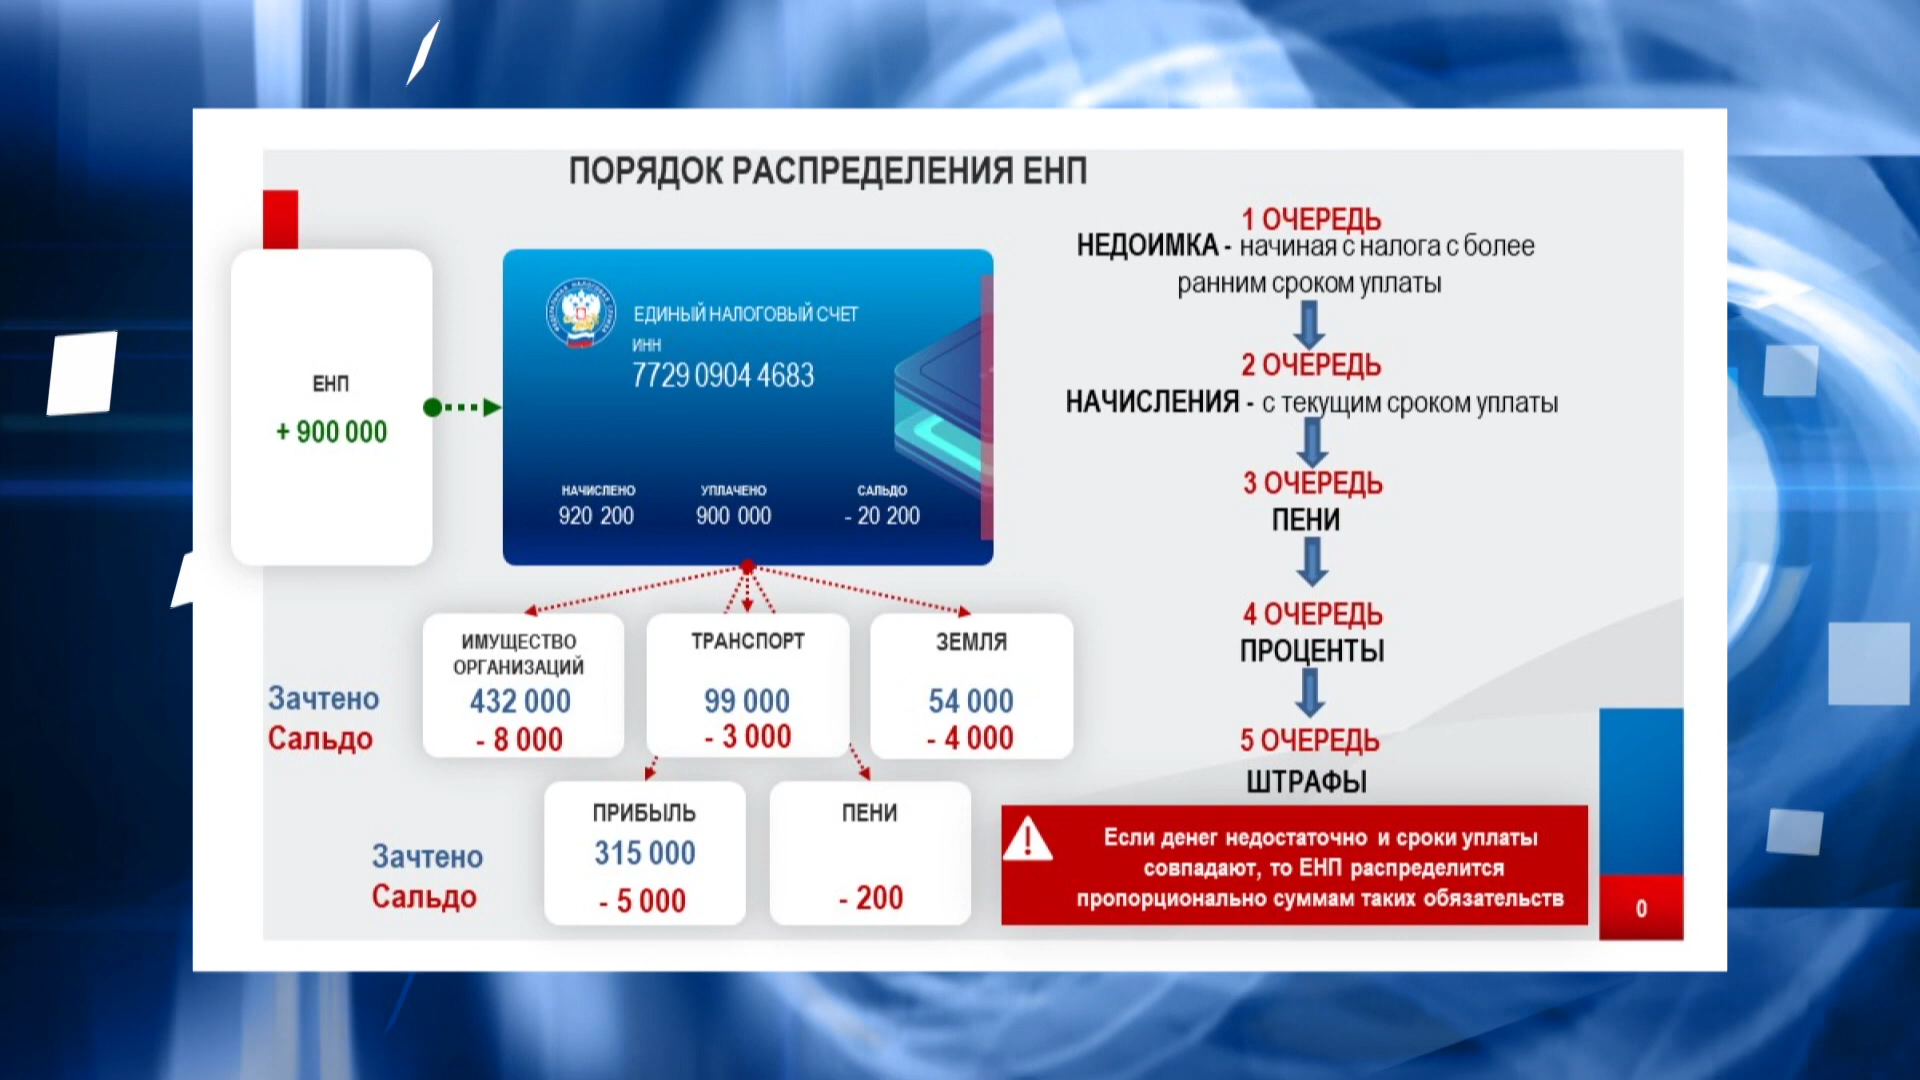 ПОРЯДОК РАСПРЕДЕЛЕНИЯ ЕНП
ЕНП
+ 900 000
ЕДИНЫЙ НАЛОГОВЫЙ СЧЕТ
ИНН
7729 0904 4683
НАЧИСЛЕНО УПЛАЧЕНО САЛЬДО
920 200 900 000 - 20 200
ИМУЩЕСТВО
ОРГАНИЗАЦИЙ
ТРАНСПОРТ
ЗЕМЛЯ
Зачтено 432 000 99 000 54 000
Сальдо - 8 000 - 3 000 - 4 000
ПРИБЫЛЬ ПЕНИ
Зачтено 315 000
Сальдо - 5 000 - 200
1 ОЧЕРЕДЬ
НЕДОИМКА - начиная с налога с более
ранним сроком уплаты
2 ОЧЕРЕДЬ
НАЧИСЛЕНИЯ - с текущим сроком уплаты
3 ОЧЕРЕДЬ
ПЕНИ
4 ОЧЕРЕДЬ
ПРОЦЕНТЫ
5 ОЧЕРЕДЬ
ШТРАФЫ
Если денег недостаточно и сроки уплаты
совпадают, то ЕНП распределится
пропорционально суммам таких обязательств
0